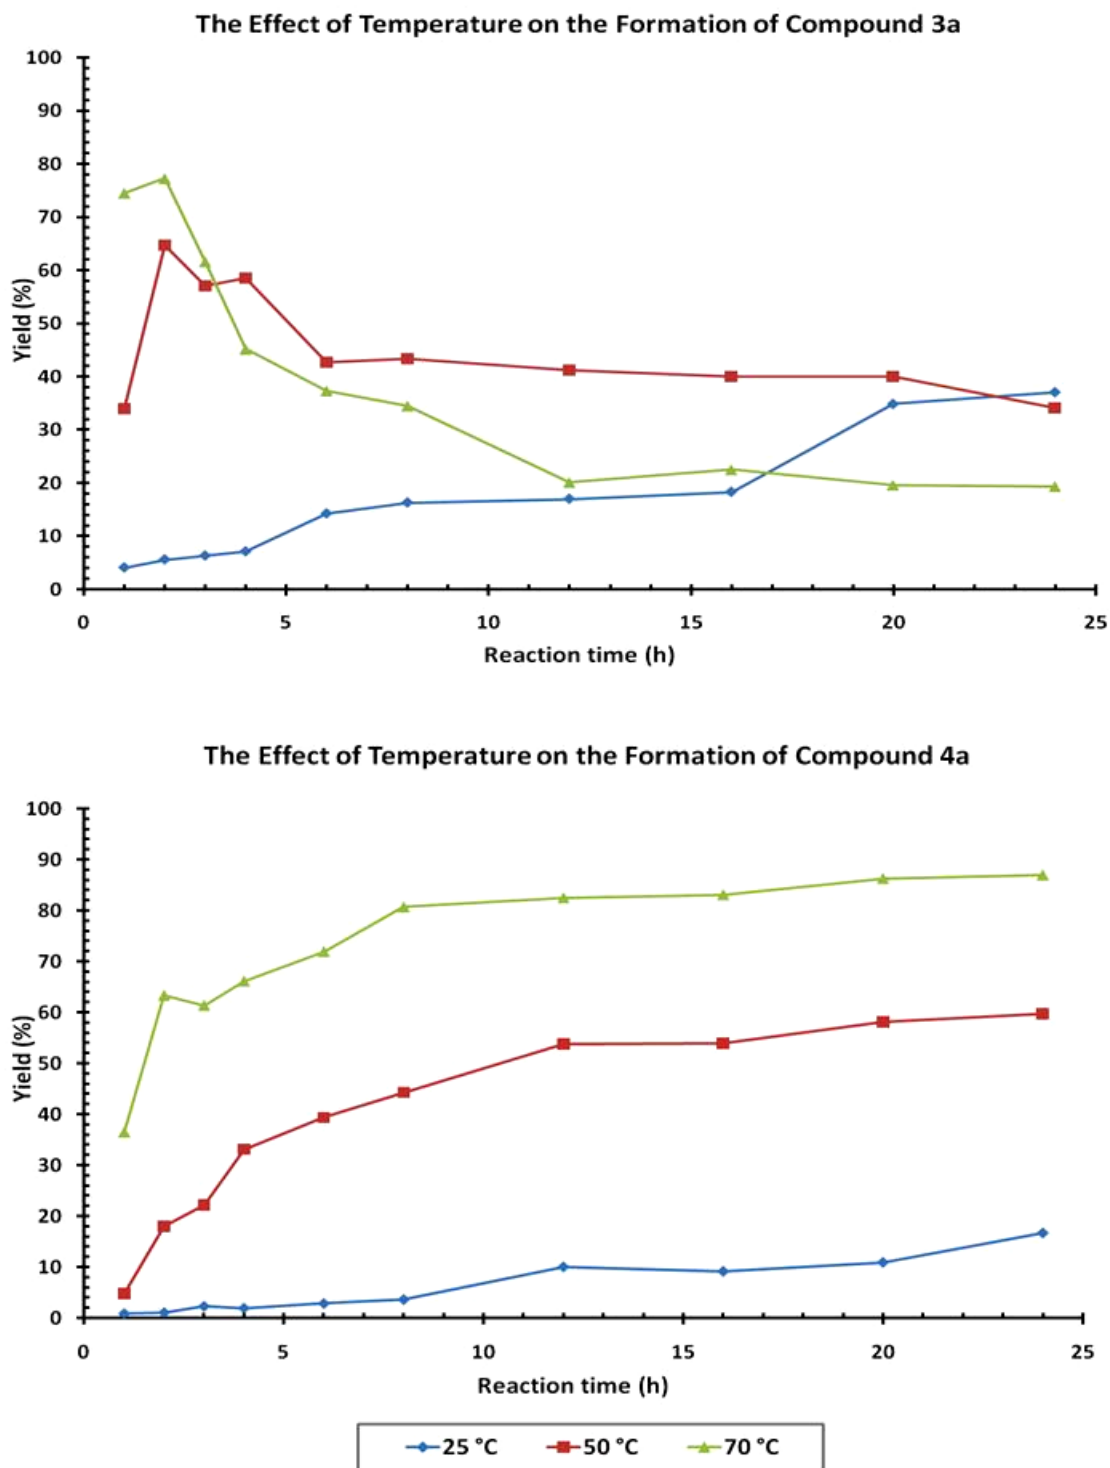 The Effect of Temperature on the Formation of Compound 3a
100
90
80
70
60
50
40
30
20
10
0
Yield (%)
0 5 10 15 20 25
Reaction time (h)
The Effect of Temperature on the Formation of Compound 4a
100
90
80
70
60
50
40
30
20
10
0
Yield (%)
0 5 10 15 20 25
Reaction time (h)
25 °C 50 °C 70 °C